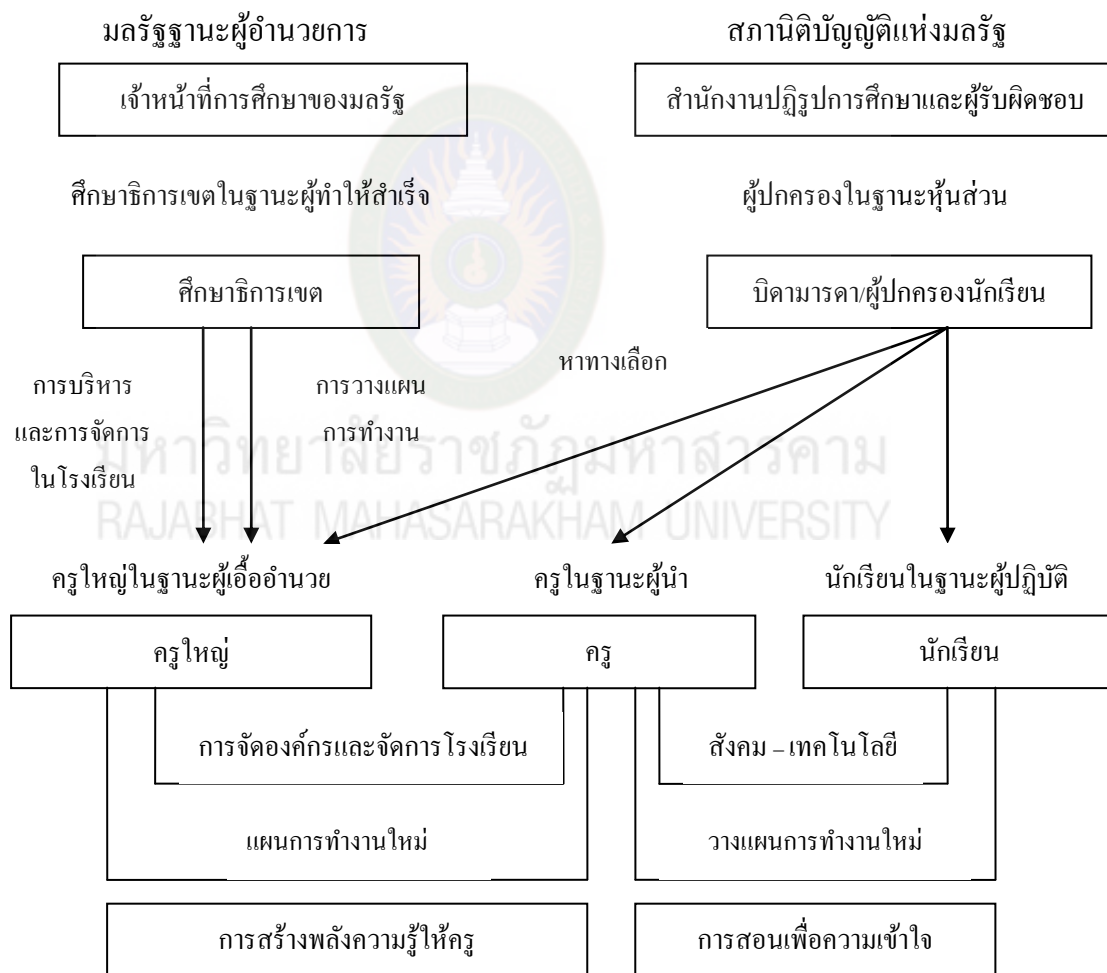 มลรัฐฐานะผู้อำนวยการ
สภานิติบัญญัติแห่งมลรัฐ
เจ้าหน้าที่การศึกษาของมลรัฐ
สำนักงานปฏิรูปการศึกษาและผู้รับผิดชอบ
ศึกษาธิการเขตในฐานะผู้ทำให้สำเร็จ
ผู้ปกครองในฐานะหุ้นส่วน
ศึกษาธิการเขต
บิดามารดา/ผู้ปกครองนักเรียน
การบริหาร
และการจัดการ
ในโรงเรียน
การวางแผน
การทำงาน
หาทางเลือก
มหาวิทยาลัยราชภัฏมหาสารคาม
RAJABHAT MAHASARAKHAM UNIVERSITY
ครูใหญ่ในฐานะผู้เอื้ออำนวย
ครูในฐานะผู้นำ
นักเรียนในฐานะผู้ปฏิบัติ
ครูใหญ่
ครู
นักเรียน
การจัดองค์กรและจัดการโรงเรียน
สังคม – เทคโนโลยี
แผนการทำงานใหม่
วางแผนการทำงานใหม่
การสร้างพลังความรู้ให้ครู
การสอนเพื่อความเข้าใจ